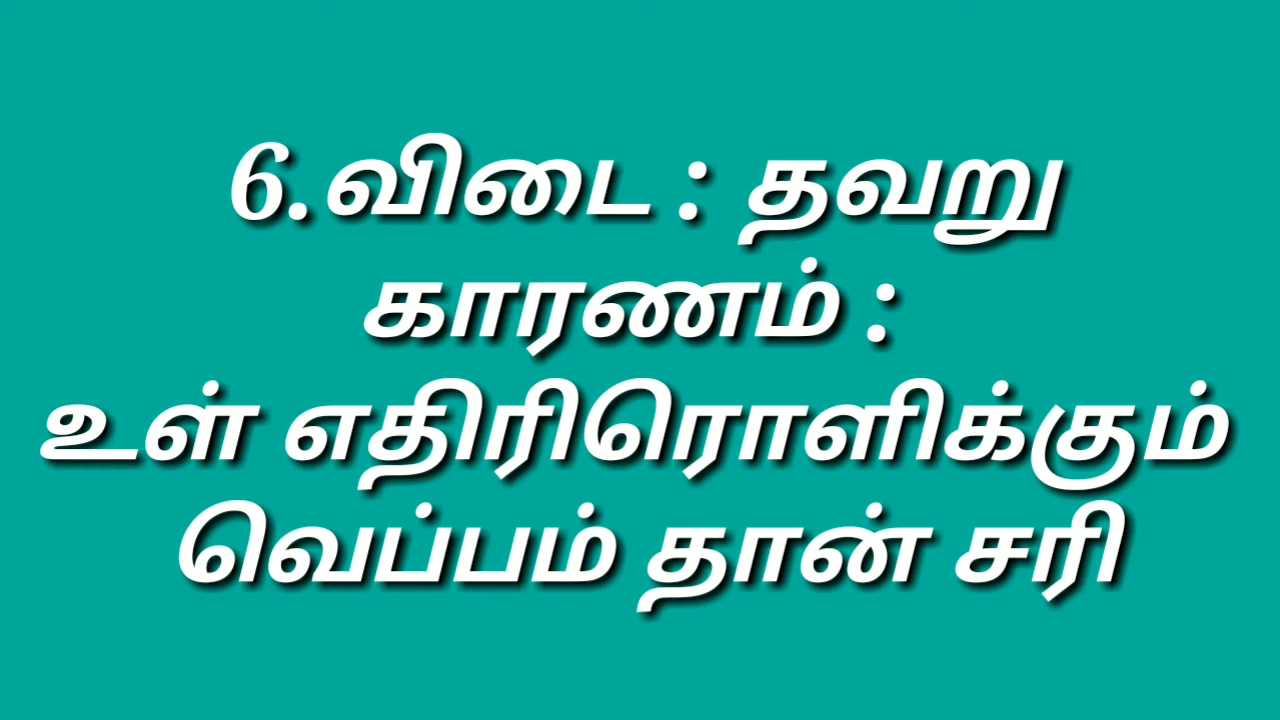 6.விடை : தவறு
காரணம் :
உள் எதிரிரொளிக்கும்
வெப்பம் தான் சரி